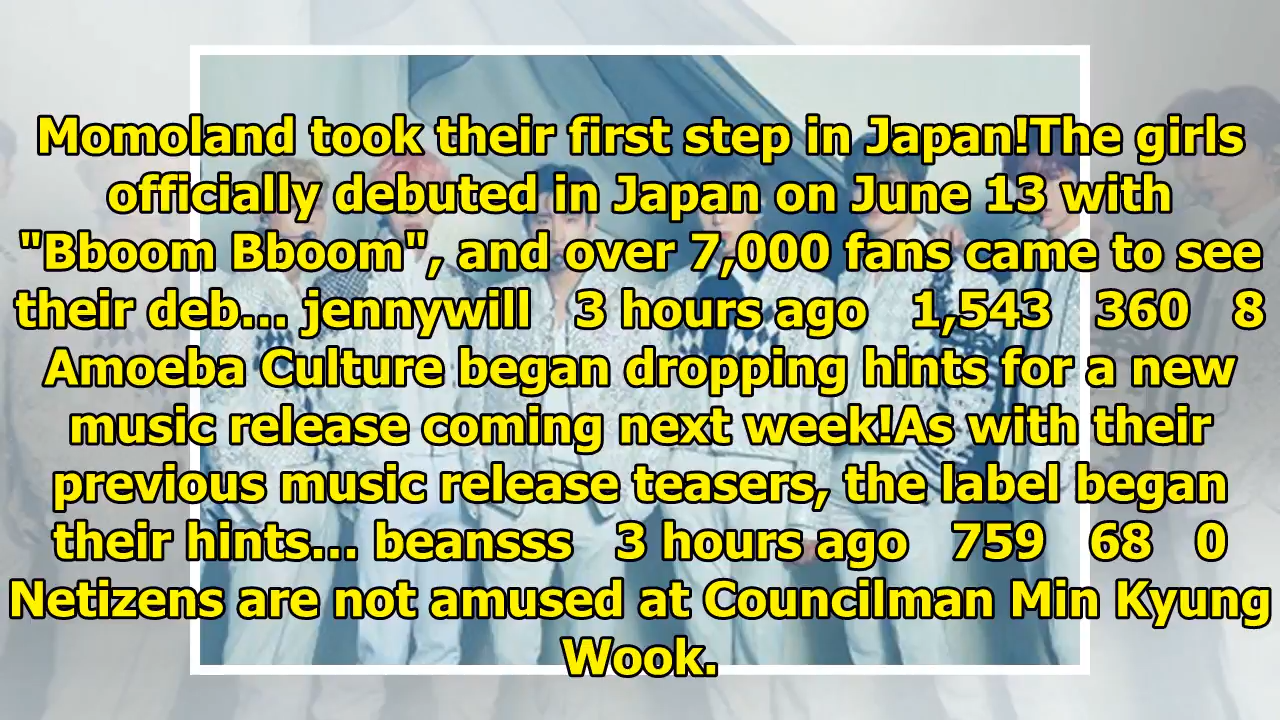 Momoland took their first step in Japan!The girls
officially debuted in Japan on June 13 with
"Bboom Bboom", and over 7,000 fans came to see
their deb... jennywill   3 hours ago   1,543   360   8
Amoeba Culture began dropping hints for a new
music release coming next week!As with their
previous music release teasers, the label began
their hints... beansss   3 hours ago   759   68   0
Netizens are not amused at Councilman Min Kyung
Wook.